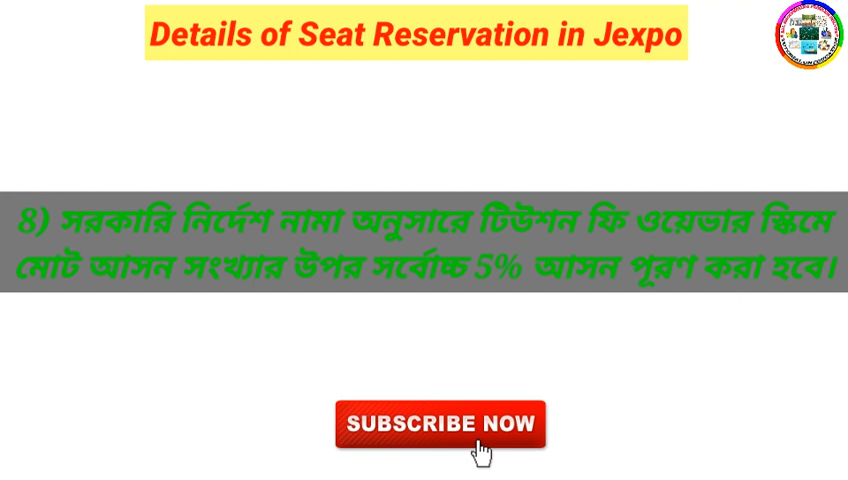 Details of Seat Reservation in Jexpo
8) সরকারি নির্দেশ নামা অনুসারে টিউশন ফি ওয়েভার স্কিমে
মোট আসন সংখ্যার উপর সর্বোচ্চ 5% আসন পূরণ করা হবে।
SUBSCRIBE NOW